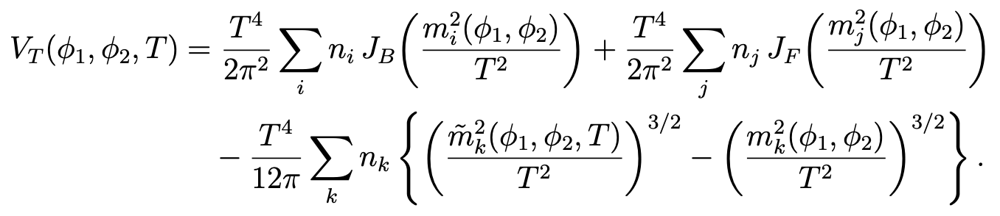 $V_T(\phi_1, \phi_2, T) = \frac{T^4}{2\pi^2} \sum_i n_i \, J_B\left(\frac{m_i^2(\phi_1, \phi_2)}{T^2}\right) + \frac{T^4}{2\pi^2} \sum_j n_j \, J_F\left(\frac{m_j^2(\phi_1, \phi_2)}{T^2}\right)$
$- \frac{T^4}{12\pi} \sum_k n_k \left\{ \left(\frac{\tilde{m}_k^2(\phi_1, \phi_2, T)}{T^2}\right)^{3/2} - \left(\frac{m_k^2(\phi_1, \phi_2)}{T^2}\right)^{3/2} \right\} .$